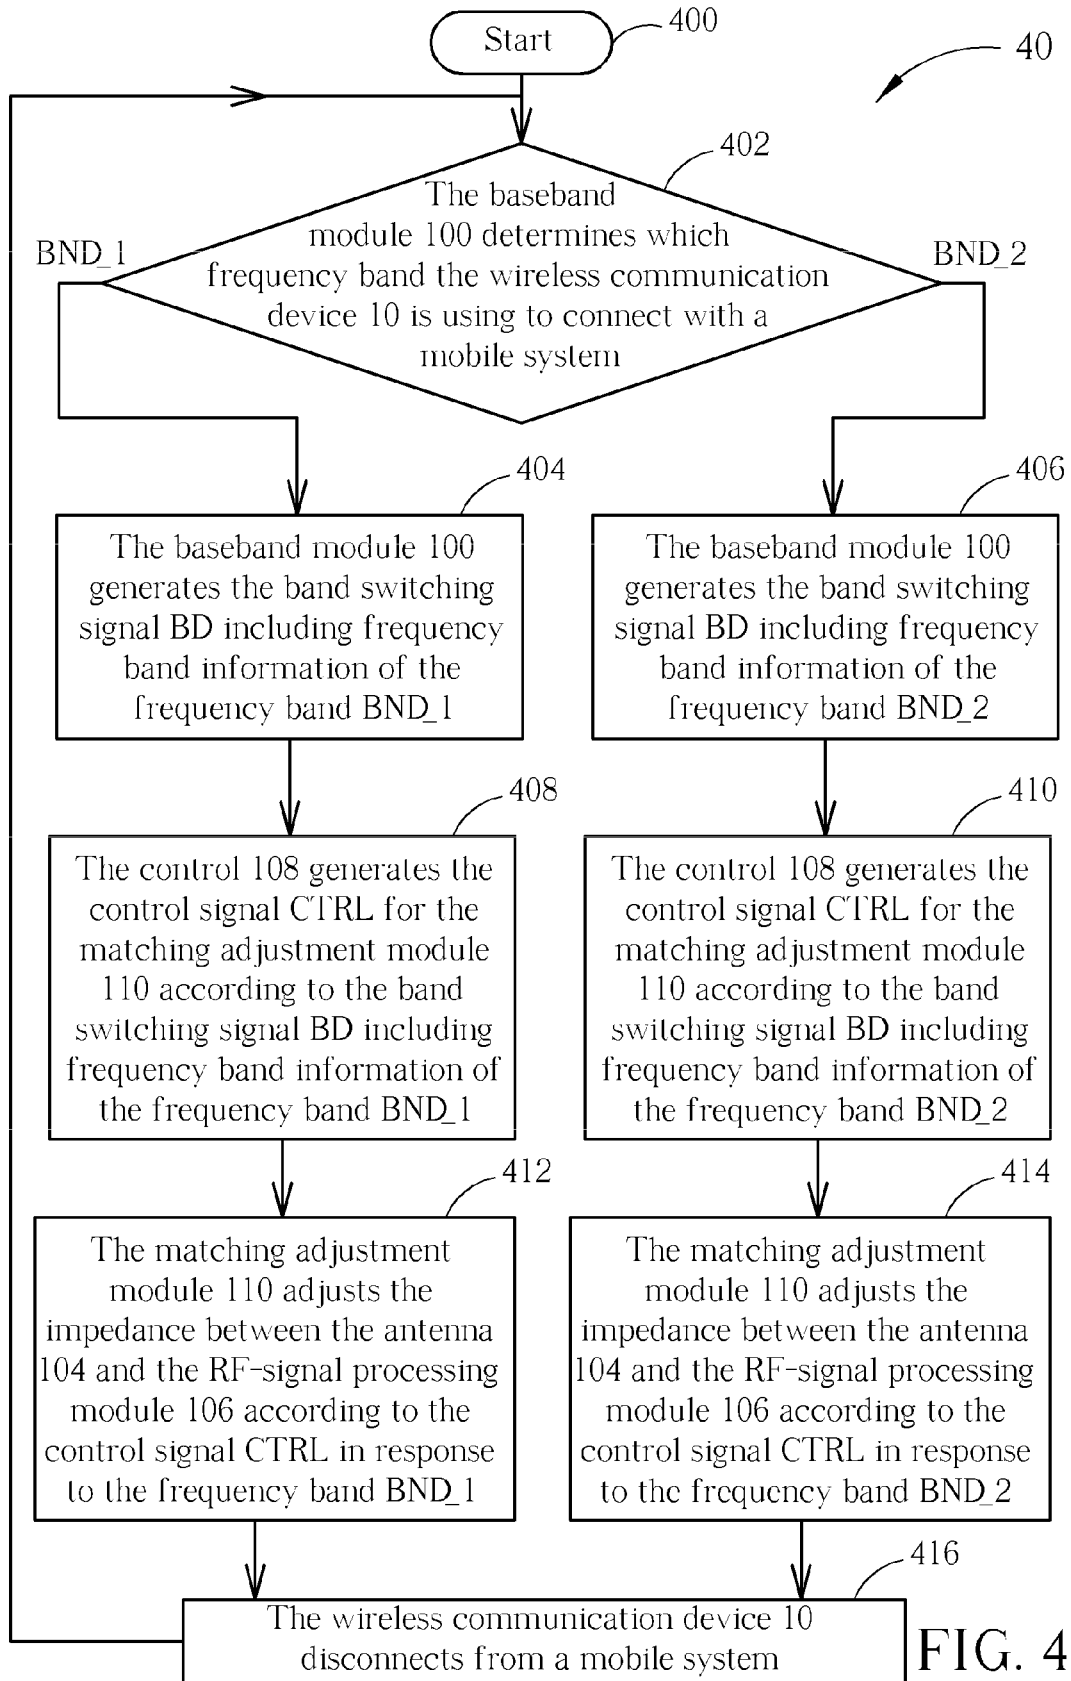 Start
400
40
402
The baseband
module 100 determines which
frequency band the wireless communication
device 10 is using to connect with a
mobile system
BND_1
BND_2
404
The baseband module 100
generates the band switching
signal BD including frequency
band information of the
frequency band BND_1
406
The baseband module 100
generates the band switching
signal BD including frequency
band information of the
frequency band BND_2
408
The control 108 generates the
control signal CTRL for the
matching adjustment module
110 according to the band
switching signal BD including
frequency band information of
the frequency band BND_1
410
The control 108 generates the
control signal CTRL for the
matching adjustment module
110 according to the band
switching signal BD including
frequency band information of
the frequency band BND_2
412
The matching adjustment
module 110 adjusts the
impedance between the antenna
104 and the RF-signal processing
module 106 according to the
control signal CTRL in response
to the frequency band BND_1
414
The matching adjustment
module 110 adjusts the
impedance between the antenna
104 and the RF-signal processing
module 106 according to the
control signal CTRL in response
to the frequency band BND_2
416
The wireless communication device 10
disconnects from a mobile system
FIG. 4